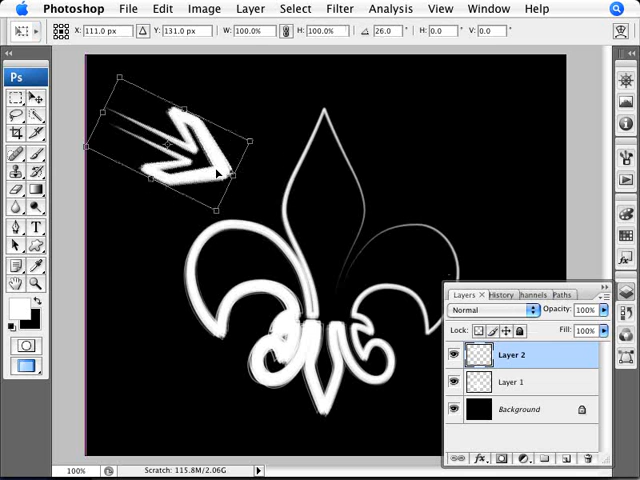 Photoshop File Edit Image Layer Select Filter Analysis View Window Help
X: 111.0 px Y: 131.0 px W: 100.0% H: 100.0% 26.0 ° H: 0.0 ° V: 0.0 °
Ps
T
Layers × History hannels Paths
Normal Opacity: 100%
Lock: Fill: 100%
Layer 2
Layer 1
Background
fx
100% Scratch: 115.8M/2.06G